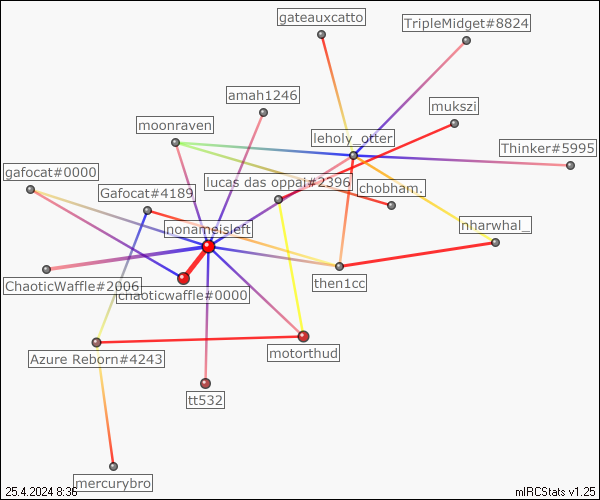 gateauxcatto
TripleMidget#8824
amah1246
mukszi
moonraven
leholy_otter
Thinker#5995
gafocat#0000
Gafocat#4189
lucas das oppai#2396
chobham.
nonameisleft
nharwhal_
ChaoticWaffle#2006
chaoticwaffle#0000
then1cc
Azure Reborn#4243
motorthud
tt532
mercurybro
25.4.2024 8:36
mIRCStats v1.25